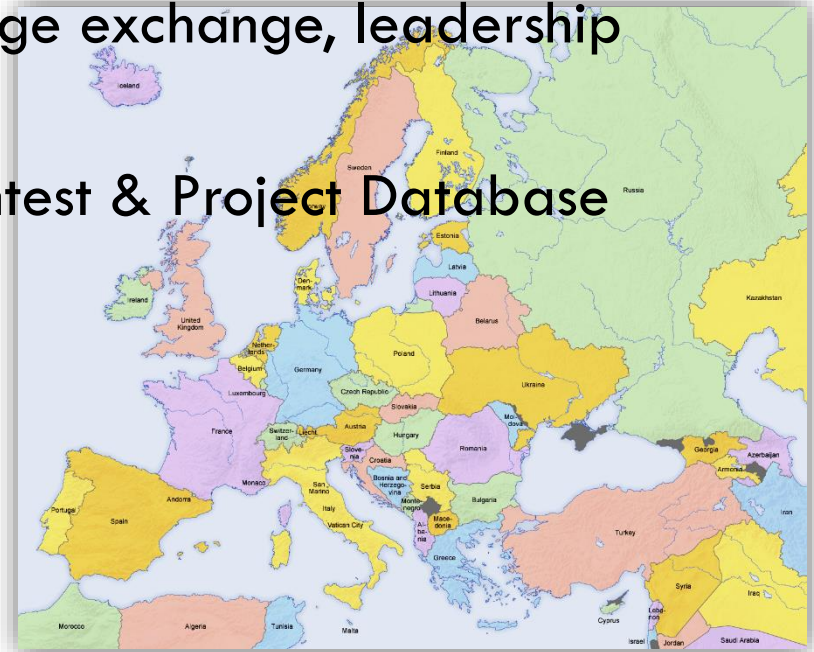 ge exchange, leadership
Iceland
Sweden
Finland
Russia
ntest & Project Database
Estonia
Latvia
Lithuania
Den-
mark
Ireland
United
Kingdom
Belarus
Kazakhstan
Nether-
lands
Belgium
Germany
Poland
Luxembourg
Czech Republic
Ukraine
Slovakia
France
Switzer-
land
Liecht.
Austria
Hungary
Mol-
dova
Slove-
nia
Croatia
Romania
Georgia
Armenia
Azerbaijan
Monaco
San
Marino
Bosnia and
Herzego-
vina
Serbia
Monte-
negro
Bulgaria
Iran
Andorra
Portugal
Spain
Italy
Vatican City
Al-
ba-
nia
Mace-
donia
Greece
Turkey
Syria
Iraq
Cyprus
Leba-
non
Morocco
Algeria
Tunisia
Malta
Israel
Jordan
Saudi Arabia